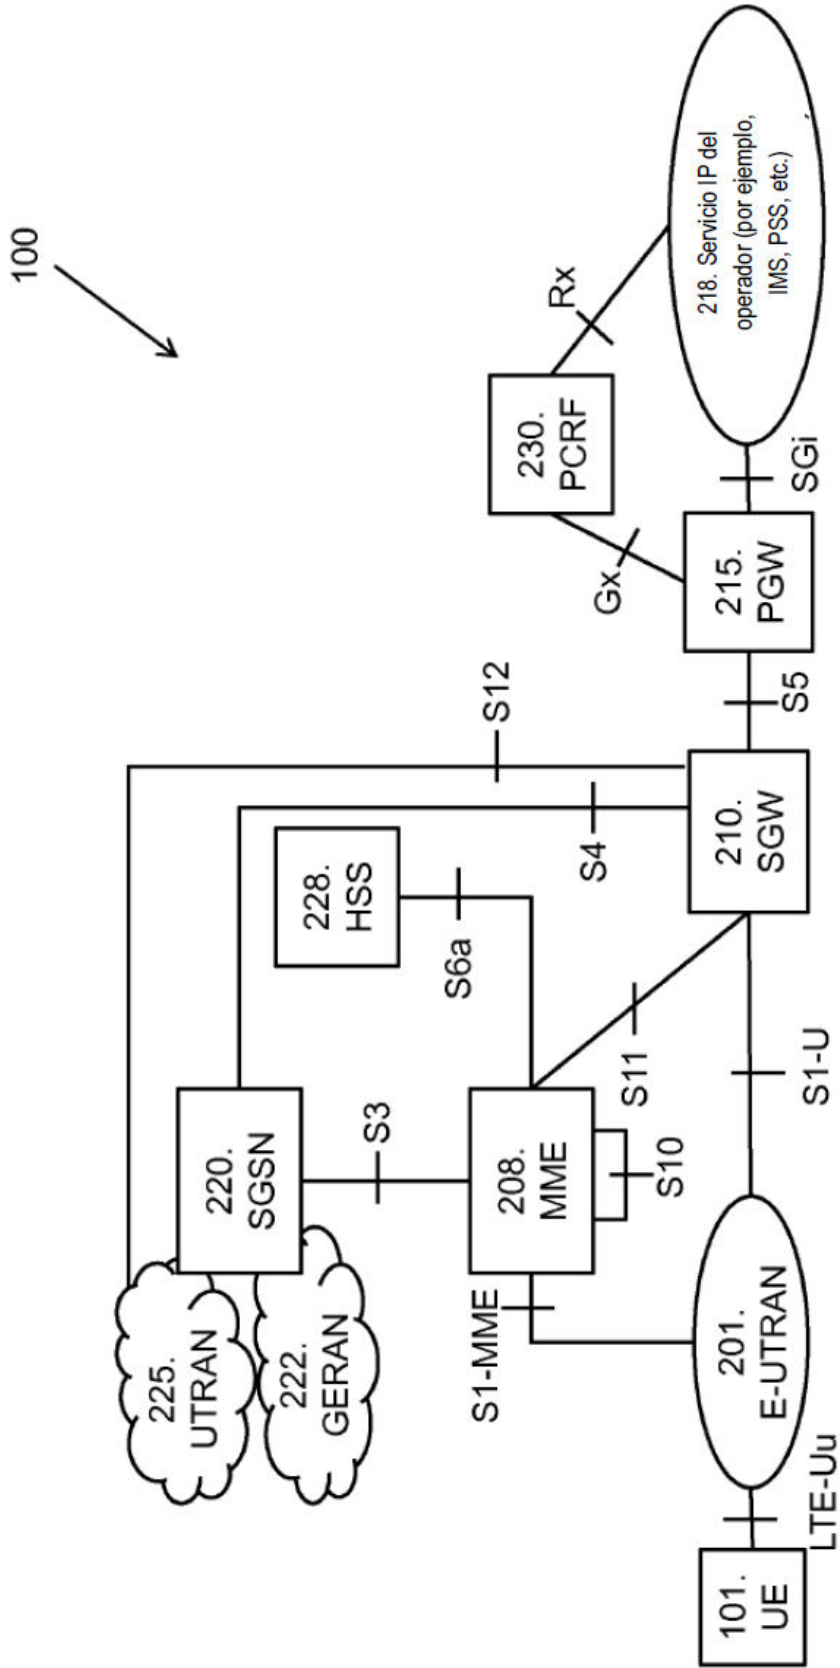 100
225.
UTRAN
222.
GERAN
220.
SGSN
S3
228.
HSS
S6a
S12
S4
S1-MME
208.
MME
S10
S11
Gx
230.
PCRF
Rx
101.
UE
LTE-Uu
201.
E-UTRAN
S1-U
210.
SGW
S5
215.
PGW
SGi
218. Servicio IP del
operador (por ejemplo,
IMS, PSS, etc.)